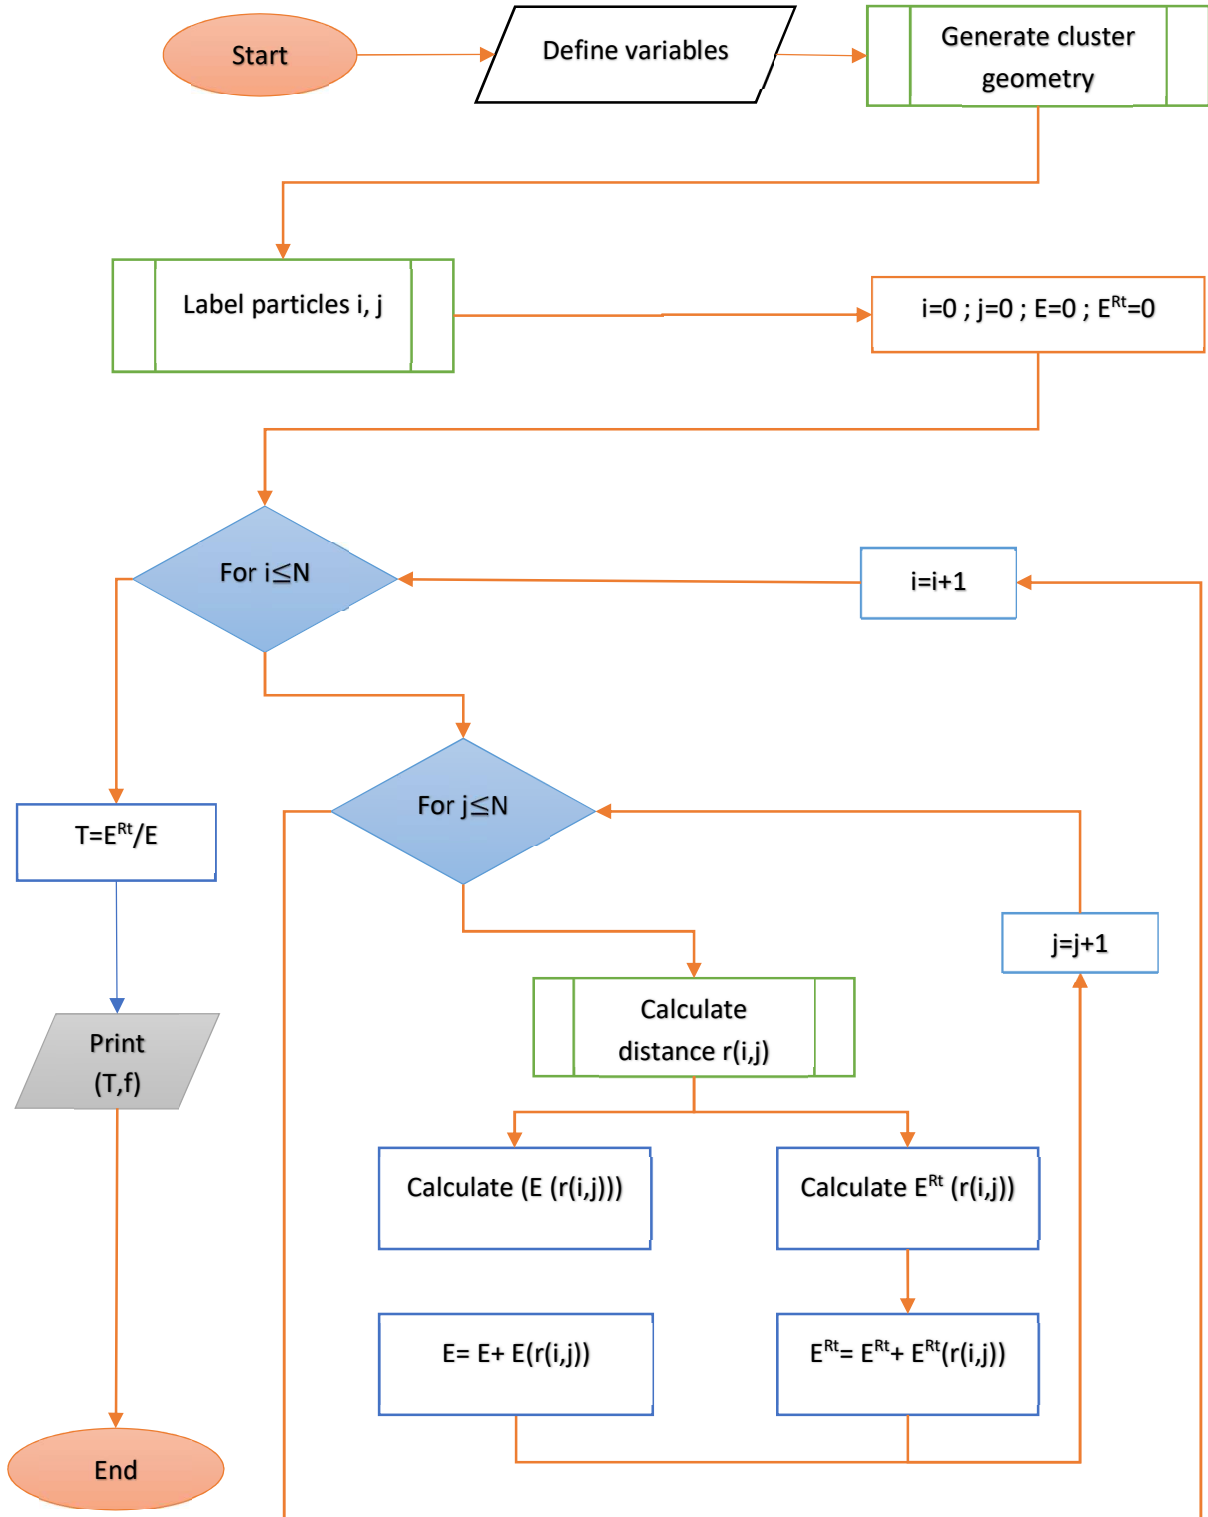 Start
Define variables
Generate cluster
geometry
Label particles i, j
i=0 ; j=0 ; E=0 ; E^Rt=0
For i≦N
i=i+1
For j≦N
T=E^Rt/E
j=j+1
Calculate
distance r(i,j)
Print
(T,f)
Calculate (E (r(i,j)))
Calculate E^Rt (r(i,j))
E= E+ E(r(i,j))
E^Rt= E^Rt+ E^Rt(r(i,j))
End